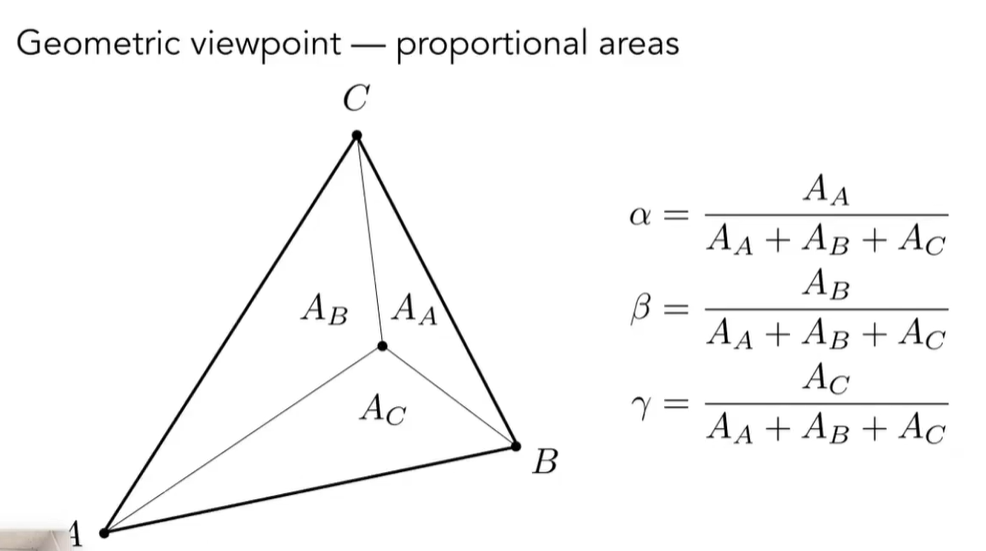 Geometric viewpoint — proportional areas
C
α = A_A / (A_A + A_B + A_C)
β = A_B / (A_A + A_B + A_C)
γ = A_C / (A_A + A_B + A_C)
A_B A_A
A_C
B